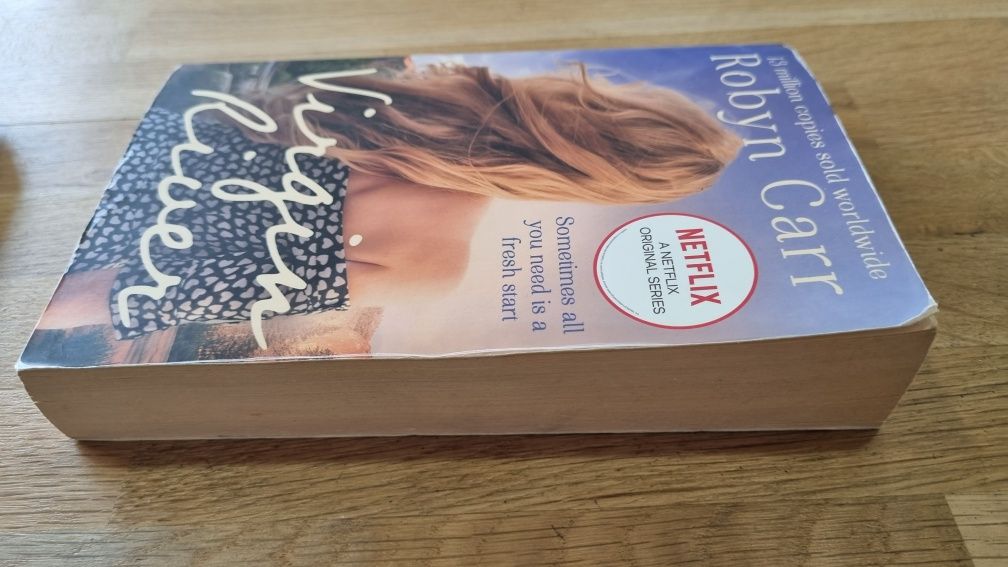 13 million copies sold worldwide
Robyn Carr
NETFLIX
A NETFLIX
ORIGINAL SERIES
Sometimes all
you need is a
fresh start
Virgin
River